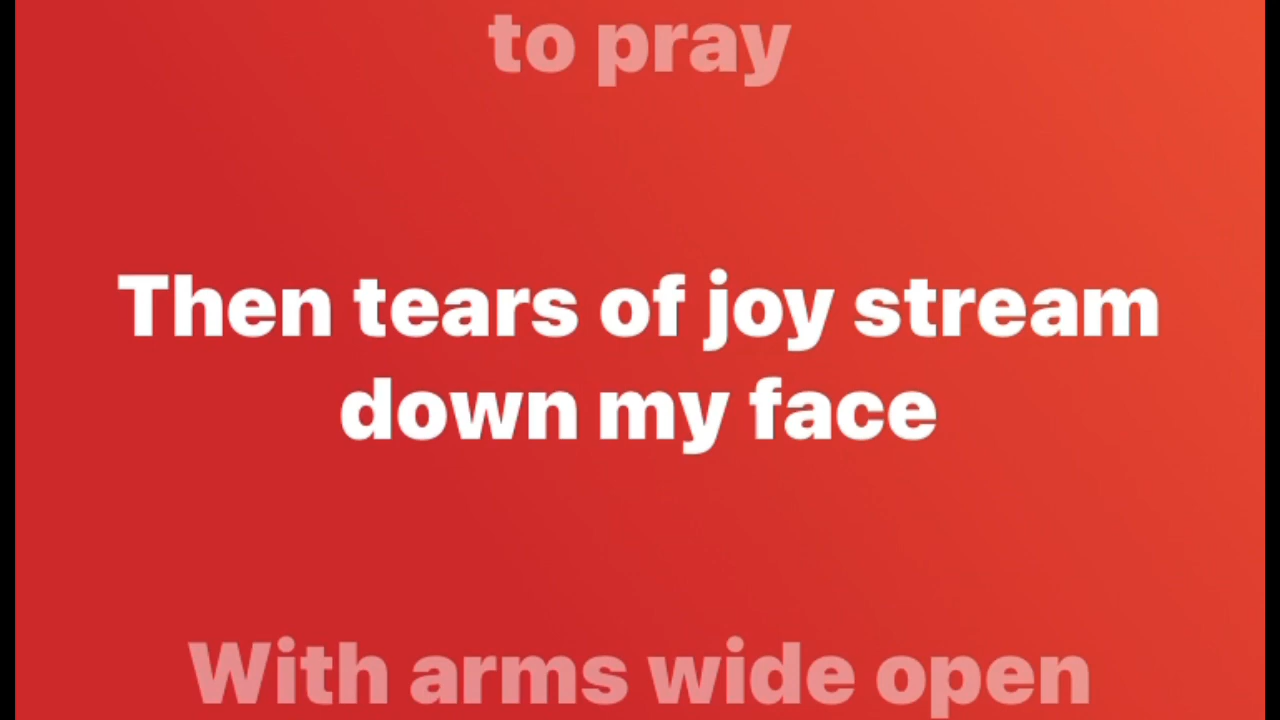 to pray
Then tears of joy stream
down my face
With arms wide open